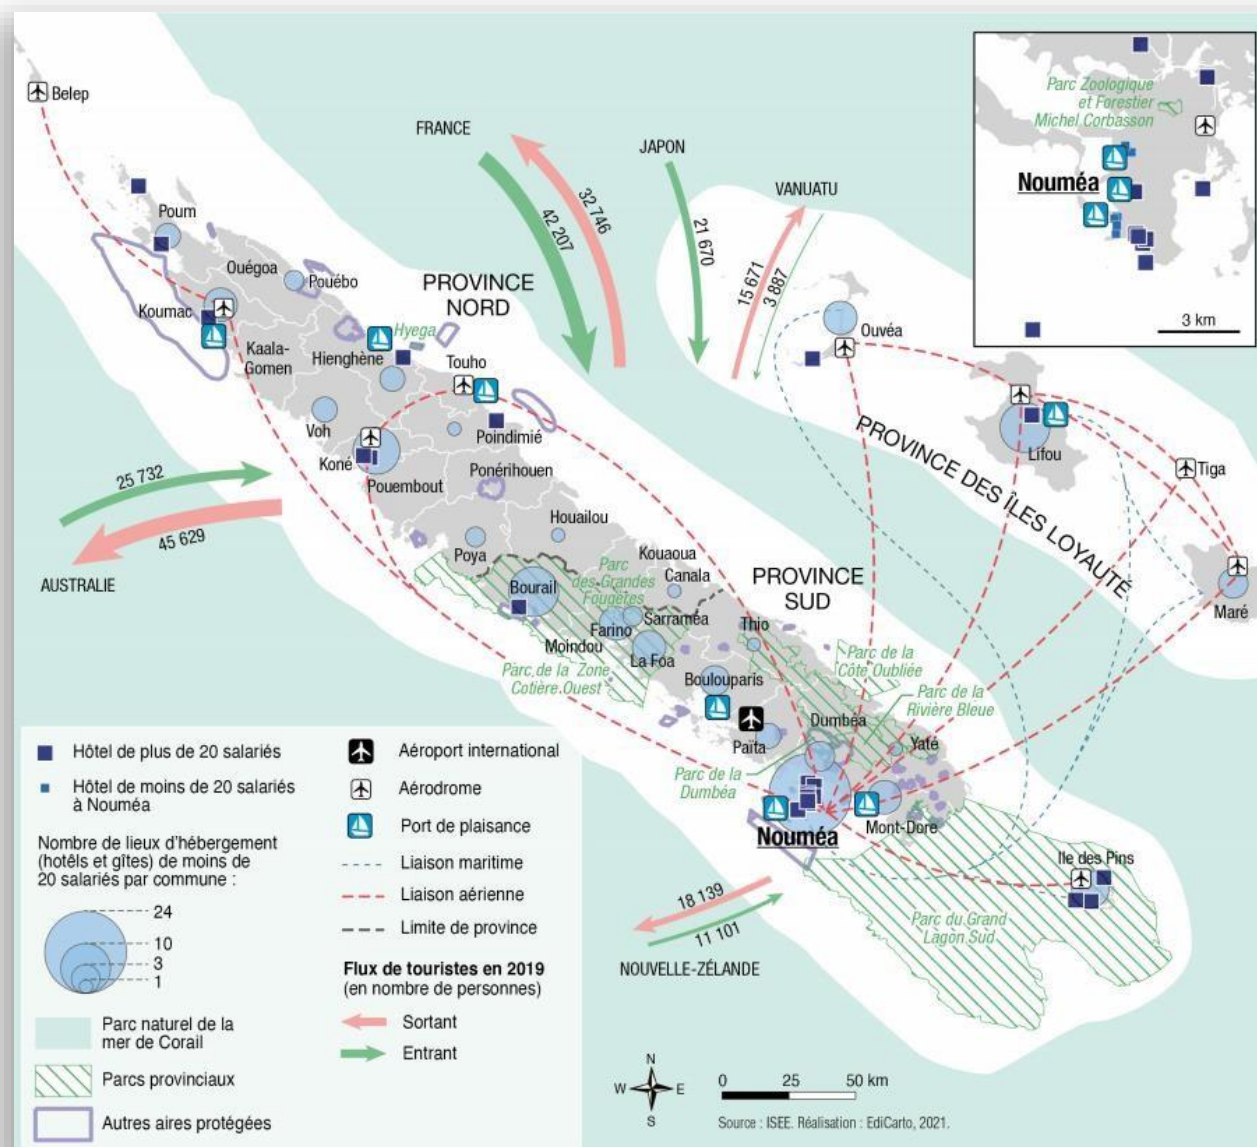 Belep
FRANCE
JAPON
VANUATU
Parc Zoologique
et Forestier
Michel Corbasson
Nouméa
3 km
42 207
32 746
21 670
15 671
3 887
Poum
Ouégoa
Pouébo
PROVINCE
NORD
Koumac
Hyega
Kaala-
Gomen
Hienghène
Touho
Ouvéa
Voh
Poindimié
Koné
Pouembout
Ponérihouen
PROVINCE DES ÎLES LOYAUTÉ
Lifou
Tiga
25 732
45 629
AUSTRALIE
Houaïlou
Poya
Kouaoua
Canala
PROVINCE
SUD
Maré
Bourail
Parc
des Grandes
Fougères
Sarraméa
Farino
Moindou
La Foa
Thio
Parc de la Zone
Cotière Ouest
Parc de la
Côte Oubliée
Boulouparis
Parc de la
Rivière Bleue
Dumbéa
Païta
Yaté
Parc de la
Dumbéa
Nouméa
Mont-Dore
Ile des Pins
Parc du Grand
Lagon Sud
18 139
11 101
NOUVELLE-ZÉLANDE
Hôtel de plus de 20 salariés
Hôtel de moins de 20 salariés
à Nouméa
Nombre de lieux d'hébergement
(hotêls et gîtes) de moins de
20 salariés par commune :
24
10
3
1
Parc naturel de la
mer de Corail
Parcs provinciaux
Autres aires protégées
Aéroport international
Aérodrome
Port de plaisance
Liaison maritime
Liaison aérienne
Limite de province
Flux de touristes en 2019
(en nombre de personnes)
Sortant
Entrant
N
W E
S
0 25 50 km
Source : ISEE. Réalisation : EdiCarto, 2021.